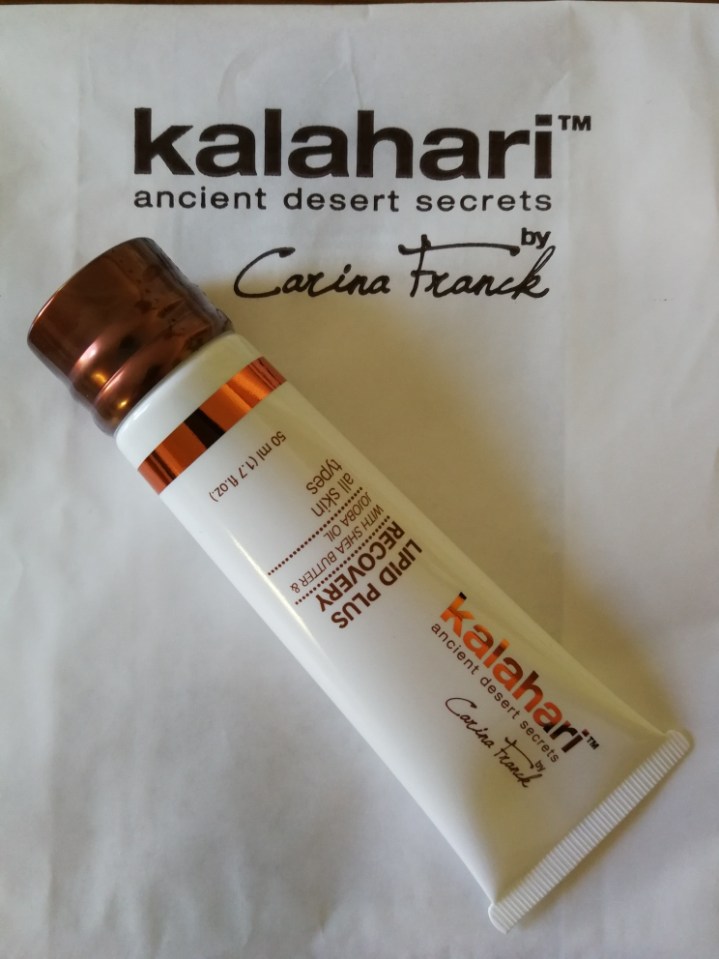 kalahari™
ancient desert secrets
by
Carina Franck
kalahari™
ancient desert secrets
by
Carina Franck
LIPID PLUS
RECOVERY
WITH SHEA BUTTER &
JOJOBA OIL
all skin
types
50 ml (1.7 fl.oz.)